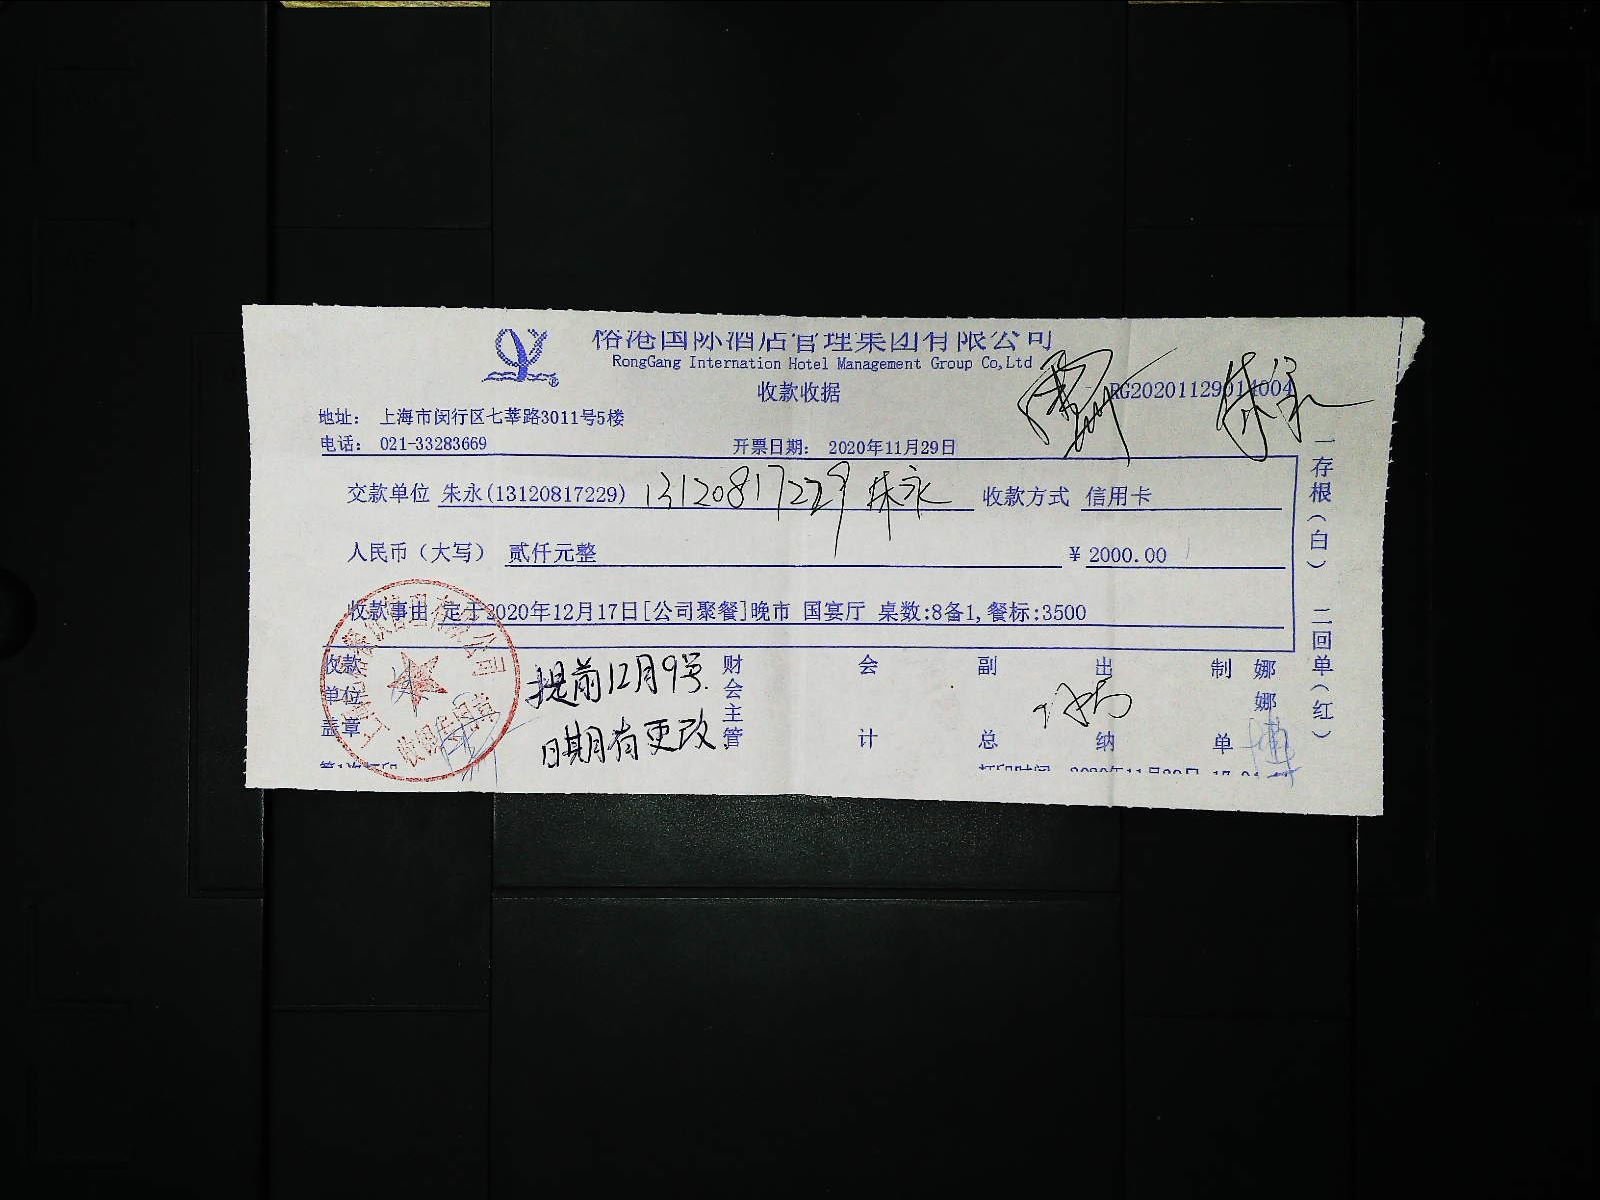 榕港国际酒店管理集团有限公司
RongGang Internation Hotel Management Group Co,Ltd
收款收据
RG20201129014004
地址： 上海市闵行区七莘路3011号5楼
电话： 021-33283669
开票日期： 2020年11月29日
交款单位 朱永(13120817229) 13120817229 朱永 收款方式 信用卡
人民币（大写） 贰仟元整 ¥ 2000.00
收款事由 定于2020年12月17日[公司聚餐]晚市 国宴厅 桌数:8备1,餐标:3500
收款单位盖章
提前12月9号.
日期有更改.
财会主管 会计 副总 出纳 制单 娜娜
一存根（白） 二回单（红）